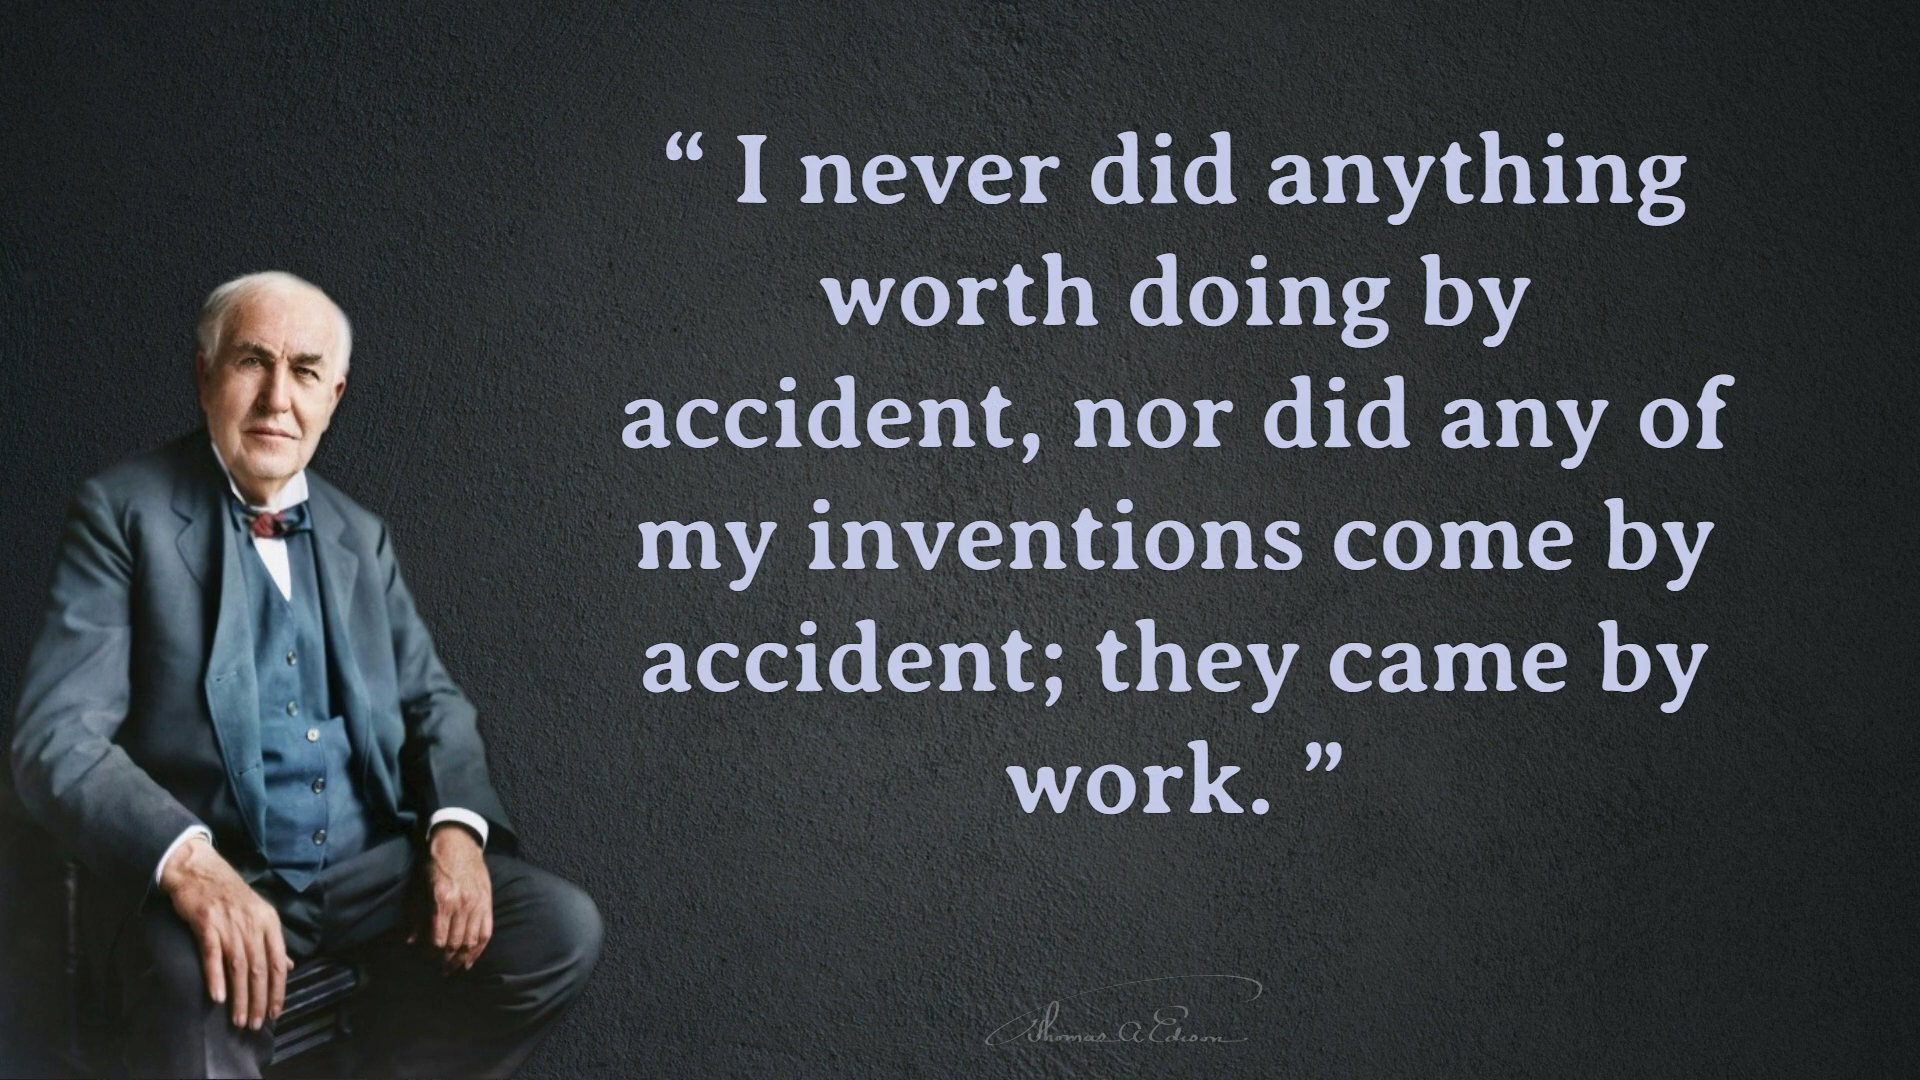 “ I never did anything
worth doing by
accident, nor did any of
my inventions come by
accident; they came by
work. ”
Thomas A Edison